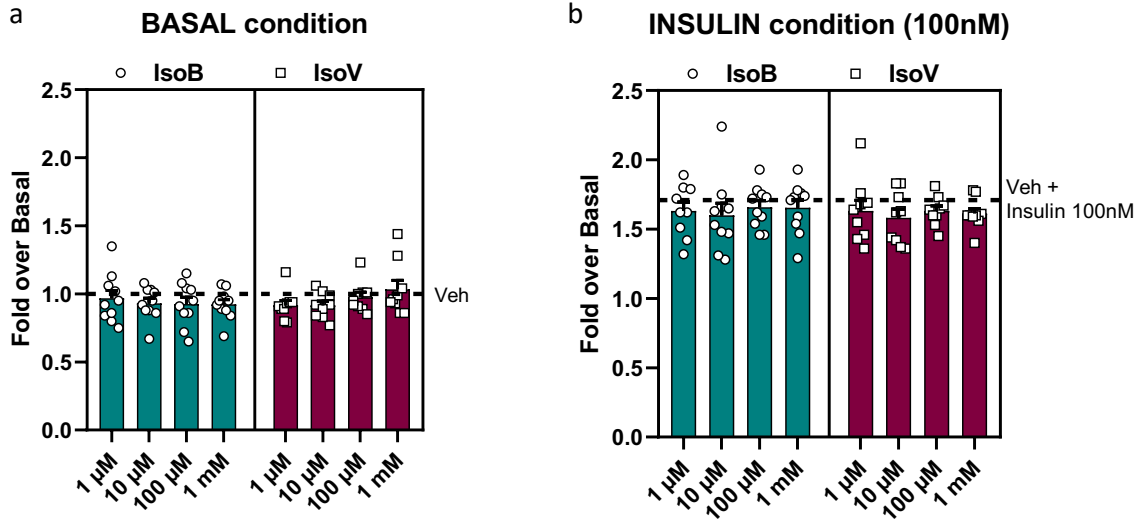 a
BASAL condition
IsoB
IsoV
Fold over Basal
2.5
2.0
1.5
1.0
0.5
0.0
Veh
1 µM
10 µM
100 µM
1 mM
1 µM
10 µM
100 µM
1 mM
b
INSULIN condition (100nM)
IsoB
IsoV
Fold over Basal
2.5
2.0
1.5
1.0
0.5
0.0
Veh +
Insulin 100nM
1 µM
10 µM
100 µM
1 mM
1 µM
10 µM
100 µM
1 mM